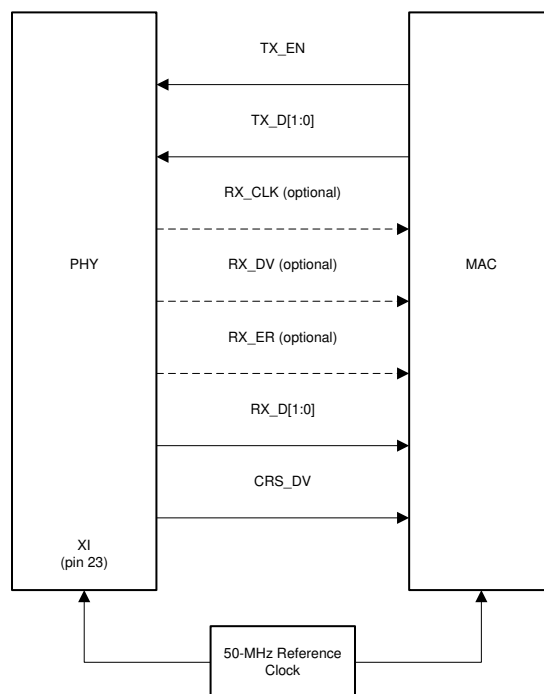 TX_EN
TX_D[1:0]
RX_CLK (optional)
PHY
RX_DV (optional)
MAC
RX_ER (optional)
RX_D[1:0]
CRS_DV
XI
(pin 23)
50-MHz Reference
Clock